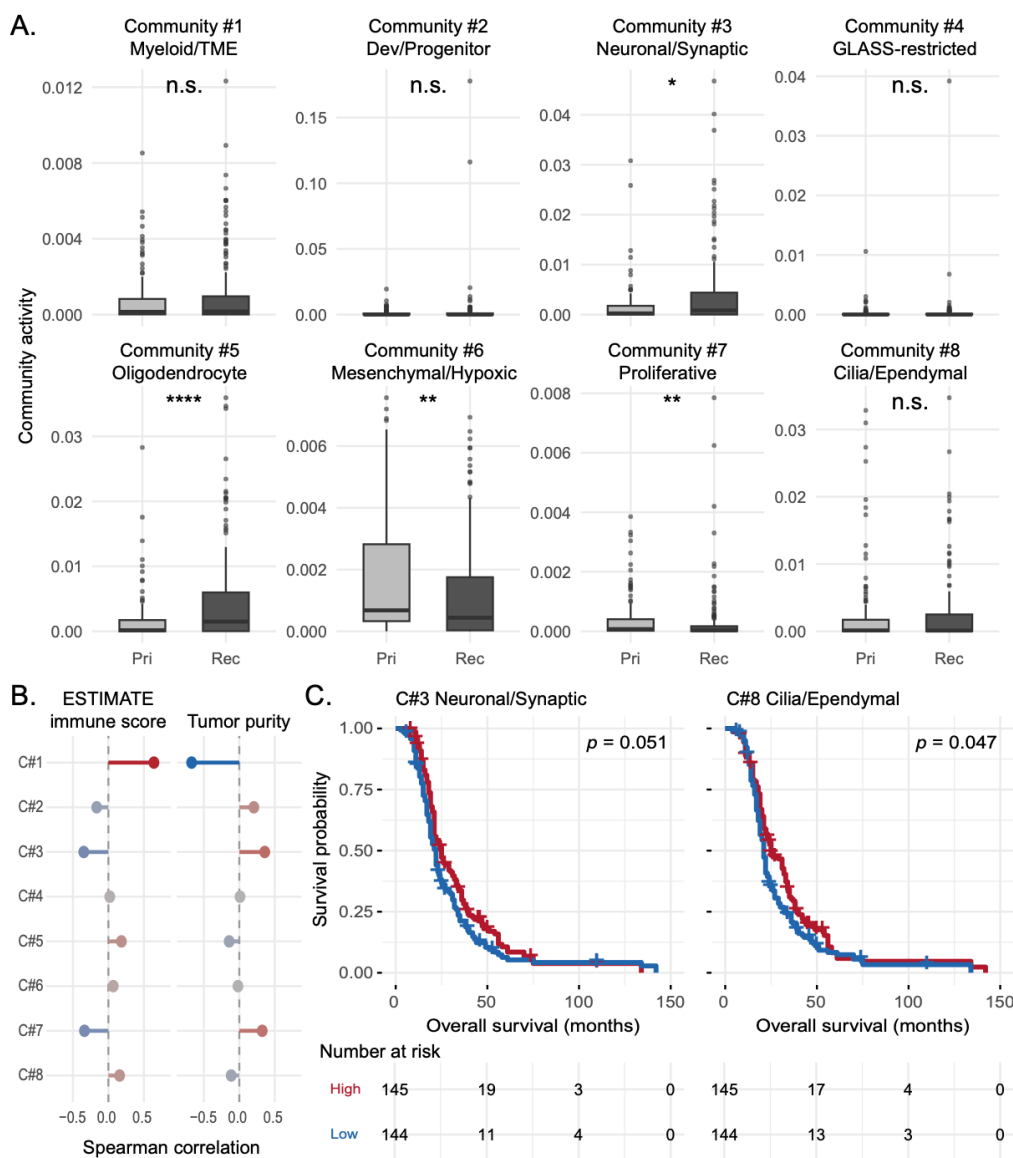 A.
Community #1
Myeloid/TME
Community #2
Dev/Progenitor
Community #3
Neuronal/Synaptic
Community #4
GLASS-restricted
n.s.
n.s.
*
n.s.
0.012
0.008
0.004
0.000
0.15
0.10
0.05
0.00
0.04
0.03
0.02
0.01
0.00
0.04
0.03
0.02
0.01
0.00
Community activity
Community #5
Oligodendrocyte
Community #6
Mesenchymal/Hypoxic
Community #7
Proliferative
Community #8
Cilia/Ependymal
****
**
**
n.s.
0.03
0.02
0.01
0.00
0.006
0.004
0.002
0.000
0.008
0.006
0.004
0.002
0.000
0.03
0.02
0.01
0.00
Pri Rec
Pri Rec
Pri Rec
Pri Rec
B.
ESTIMATE
immune score
Tumor purity
C#1
C#2
C#3
C#4
C#5
C#6
C#7
C#8
−0.5 0.0 0.5
−0.5 0.0 0.5
Spearman correlation
C.
C#3 Neuronal/Synaptic
C#8 Cilia/Ependymal
p = 0.051
p = 0.047
Survival probability
1.00
0.75
0.50
0.25
0.00
0 50 100 150
0 50 100 150
Overall survival (months)
Overall survival (months)
Number at risk
High 145 19 3 0
145 17 4 0
Low 144 11 4 0
144 13 3 0